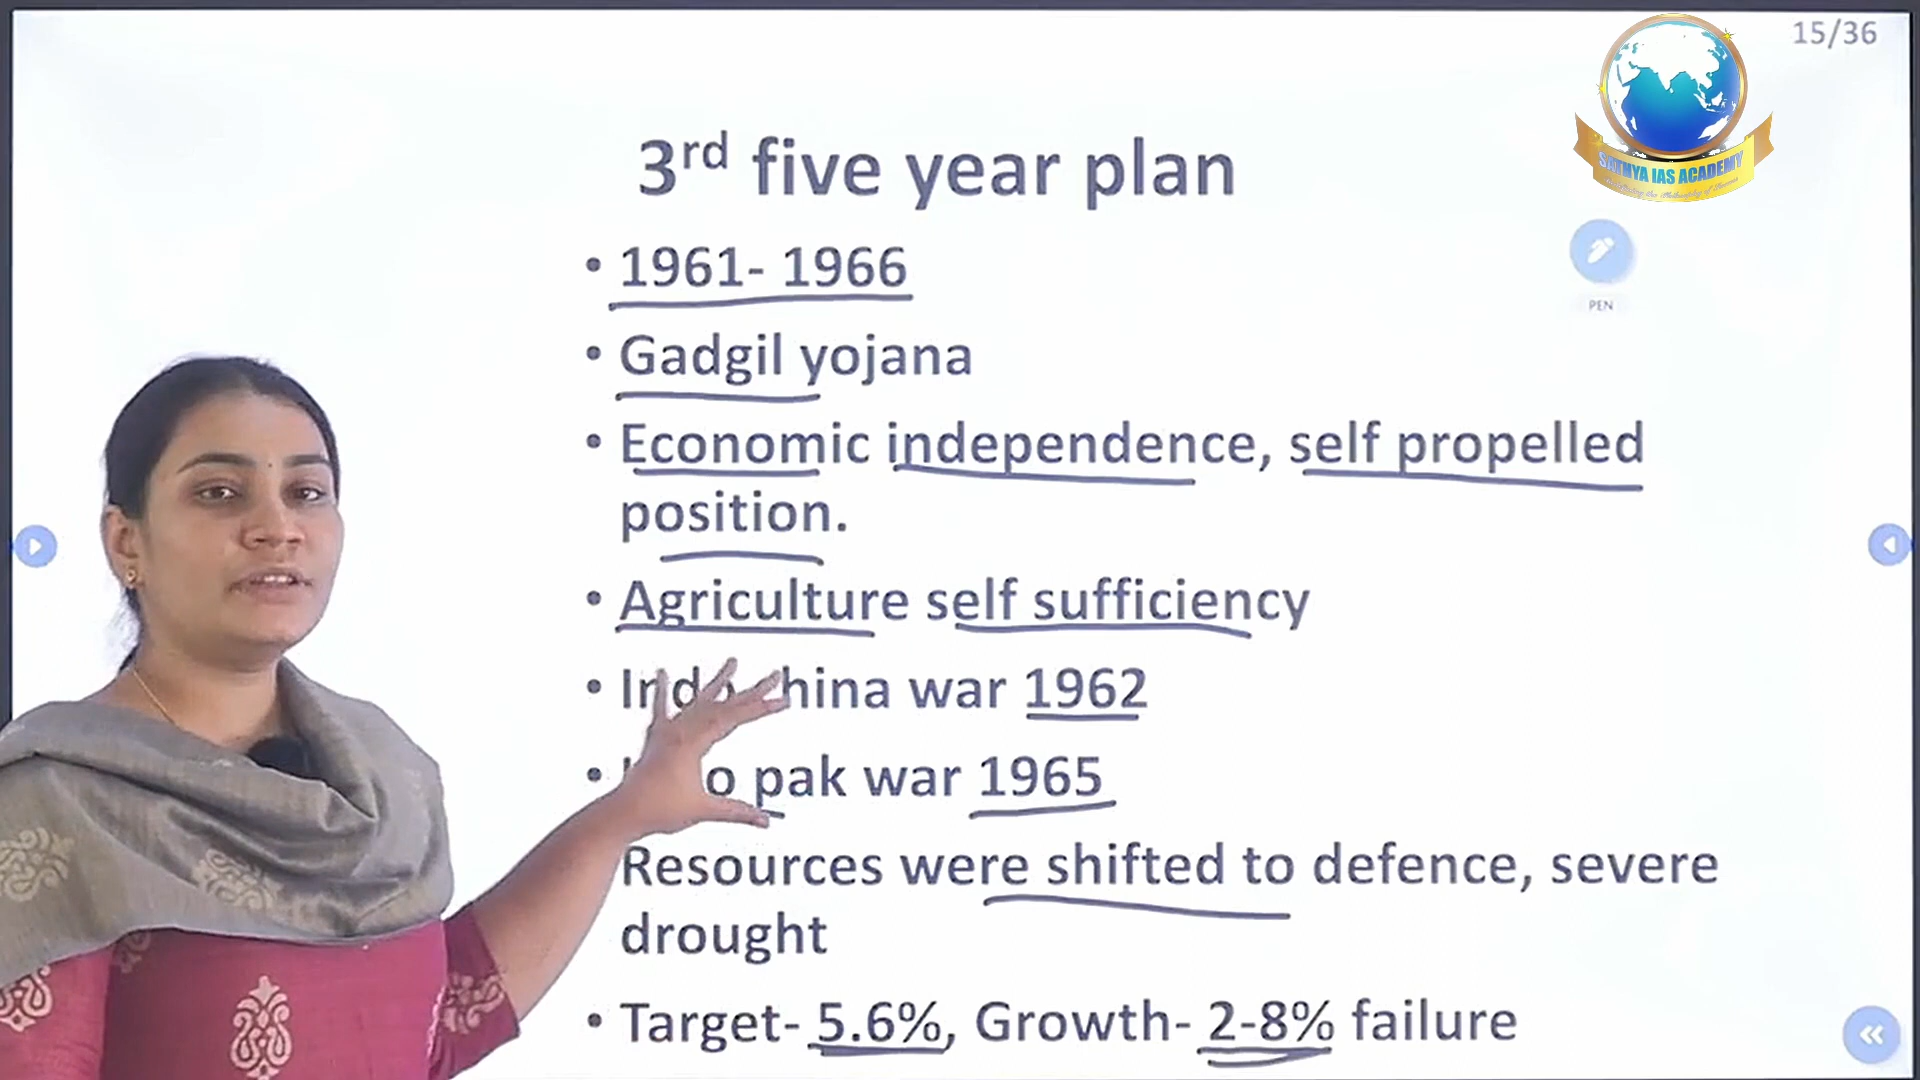 15/36
SATHYA IAS ACADEMY
3rd five year plan
PEN
• 1961- 1966
• Gadgil yojana
• Economic independence, self propelled
position.
• Agriculture self sufficiency
• Indo china war 1962
• pak war 1965
Resources were shifted to defence, severe
drought
• Target- 5.6%, Growth- 2-8% failure